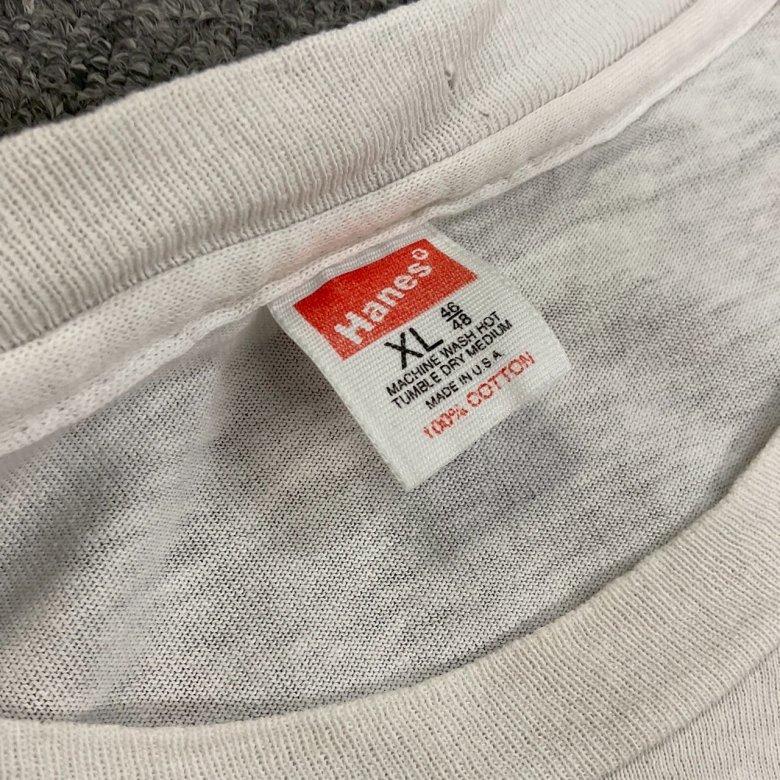 Hanes
XL 46/48
MACHINE WASH HOT
TUMBLE DRY MEDIUM
MADE IN U.S.A.
100% COTTON